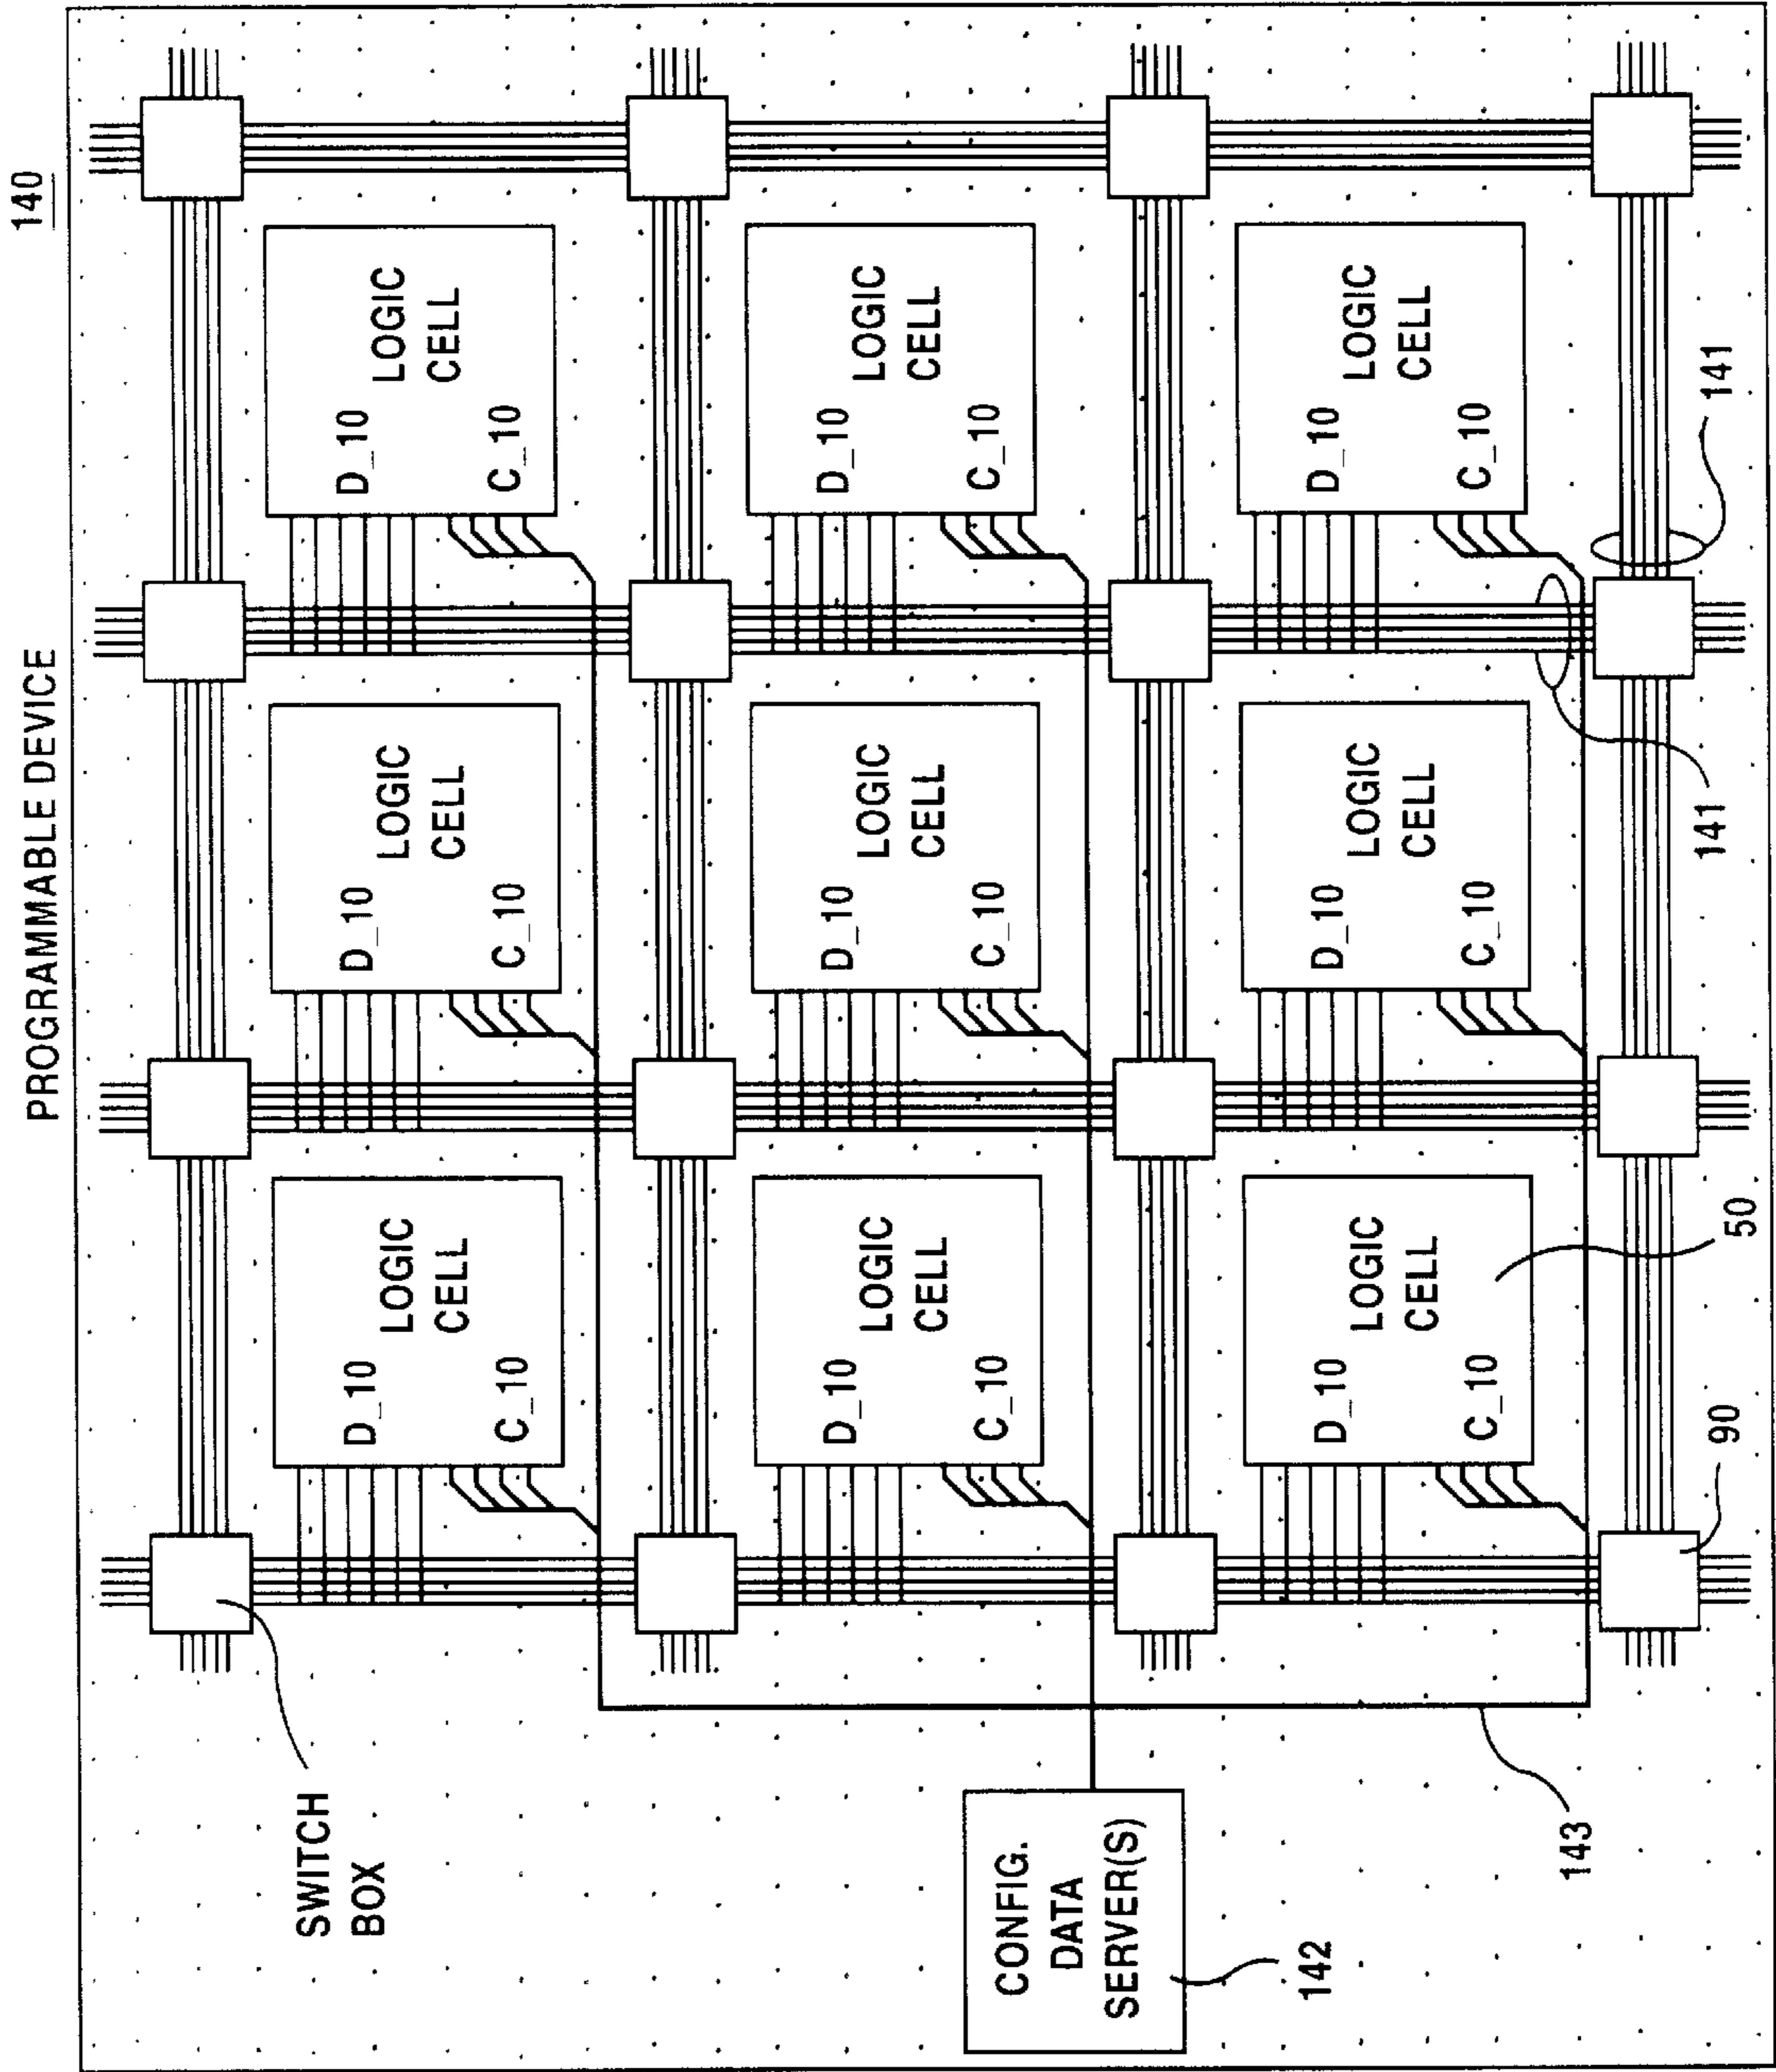 PROGRAMMABLE DEVICE
140
SWITCH
BOX
D_10
LOGIC
CELL
C_10
D_10
LOGIC
CELL
C_10
D_10
LOGIC
CELL
C_10
D_10
LOGIC
CELL
C_10
D_10
LOGIC
CELL
C_10
D_10
LOGIC
CELL
C_10
CONFIG.
DATA
SERVER(S)
142
D_10
LOGIC
CELL
C_10
D_10
LOGIC
CELL
C_10
D_10
LOGIC
CELL
C_10
143
90
50
141
141